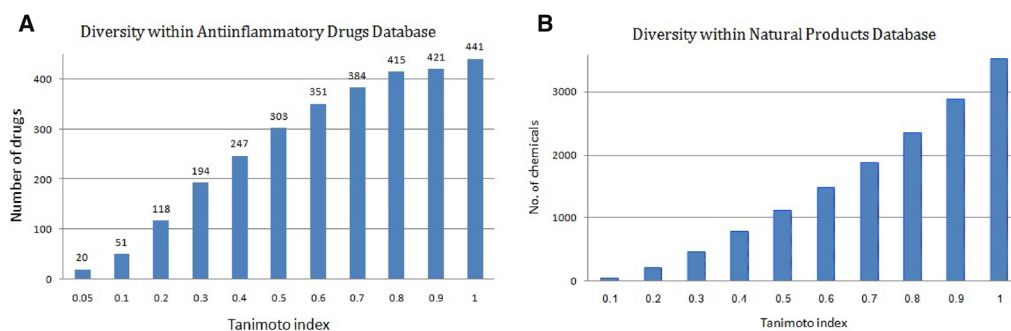 A
Diversity within Antiinflammatory Drugs Database
Number of drugs
400
300
200
100
0
20
51
118
194
247
303
351
384
415
421
441
0.05 0.1 0.2 0.3 0.4 0.5 0.6 0.7 0.8 0.9 1
Tanimoto index
B
Diversity within Natural Products Database
No. of chemicals
3000
2000
1000
0
0.1 0.2 0.3 0.4 0.5 0.6 0.7 0.8 0.9 1
Tanimoto index